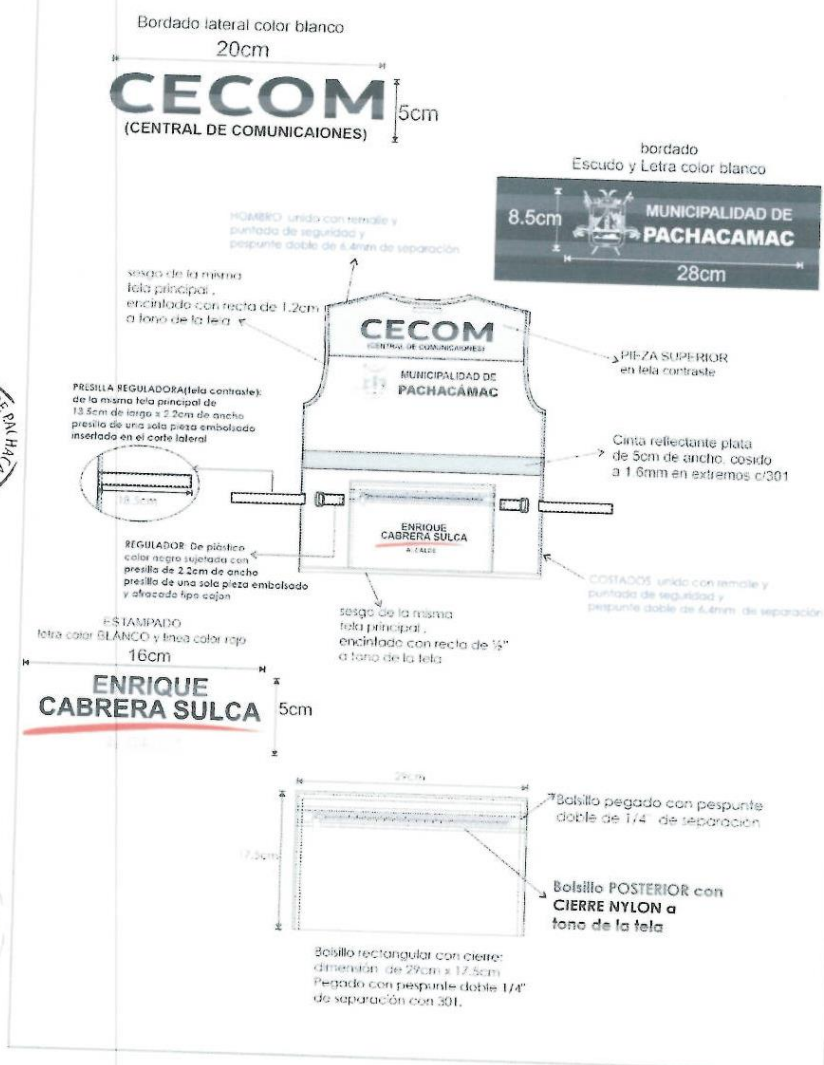 Bordado lateral color blanco
20cm
CECOM
5cm
(CENTRAL DE COMUNICAIONES)
bordado
Escudo y Letra color blanco
8.5cm
MUNICIPALIDAD DE
PACHACAMAC
28cm
HOMBRO unido con remalle y
puntada de seguridad y
pespunte doble de 6.4mm de separación
sesgo de la misma
tela principal ,
encintado con recta de 1.2cm
a tono de la tela
CECOM
(CENTRAL DE COMUNICAIONES)
MUNICIPALIDAD DE
PACHACÁMAC
PIEZA SUPERIOR
en tela contraste
PRESILLA REGULADORA(tela contraste):
de la misma tela principal de
13.5cm de largo x 2.2cm de ancho
presilla de una sola pieza embolsado
insertado en el corte lateral
Cinta reflectante plata
de 5cm de ancho, cosido
a 1.6mm en extremos c/301
REGULADOR: De plástico
color negro sujetada con
presilla de 2.2cm de ancho
presilla de una sola pieza embolsado
y atracado tipo cajon
ENRIQUE
CABRERA SULCA
ALCALDE
COSTADOS unido con remalle y
puntada de seguridad y
pespunte doble de 6.4mm de separación
sesgo de la misma
tela principal ,
encintado con recta de ½"
a tono de la tela
ESTAMPADO
letra color BLANCO y linea color rojo
16cm
ENRIQUE
CABRERA SULCA
5cm
29cm
17.5cm
Bolsillo pegado con pespunte
doble de 1/4" de separación
Bolsillo POSTERIOR con
CIERRE NYLON a
tono de la tela
Bolsillo rectangular con cierre:
dimensión de 29cm x 17.5cm
Pegado con pespunte doble 1/4"
de separación con 301.